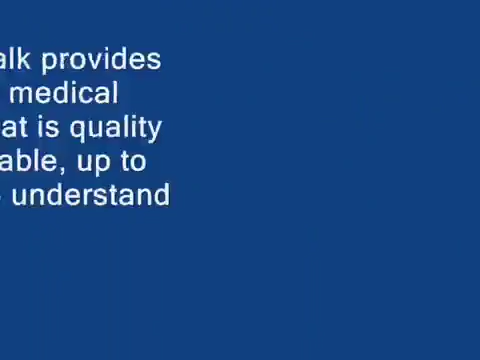 alk provides
medical
at is quality
able, up to
understand